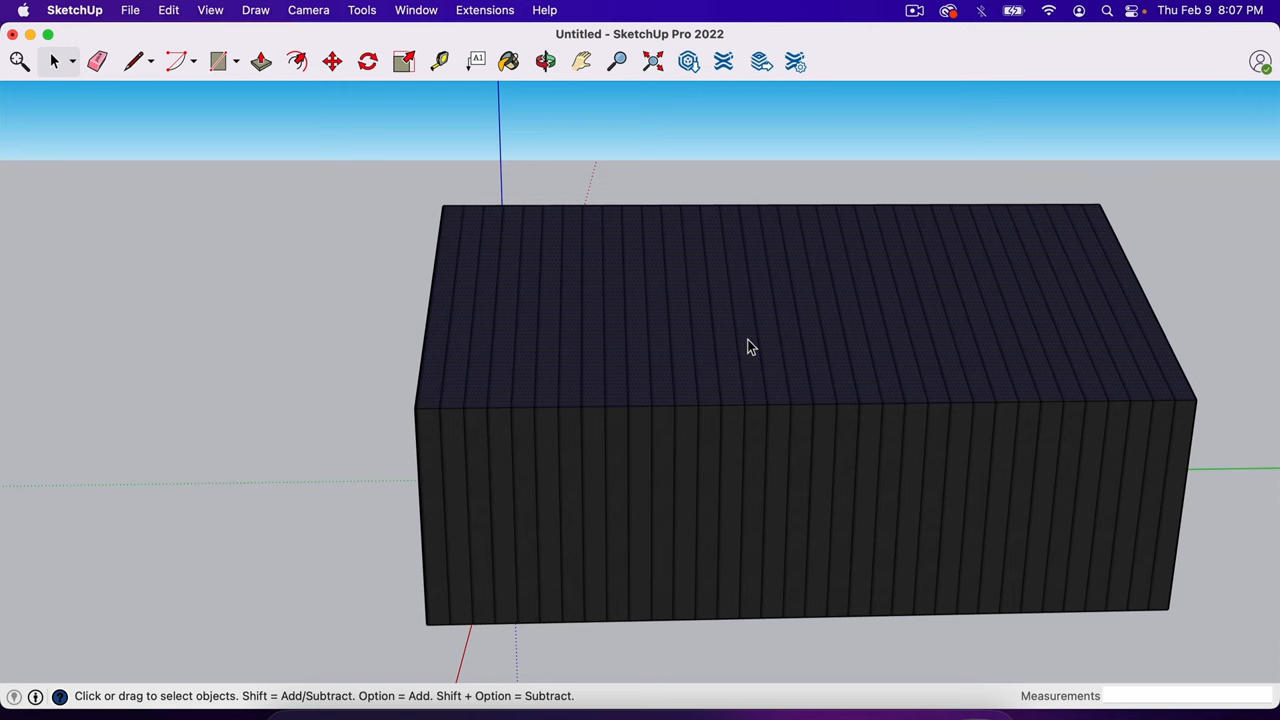 SketchUp File Edit View Draw Camera Tools Window Extensions Help Thu Feb 9 8:07 PM
Untitled - SketchUp Pro 2022
A1
Click or drag to select objects. Shift = Add/Subtract. Option = Add. Shift + Option = Subtract. Measurements